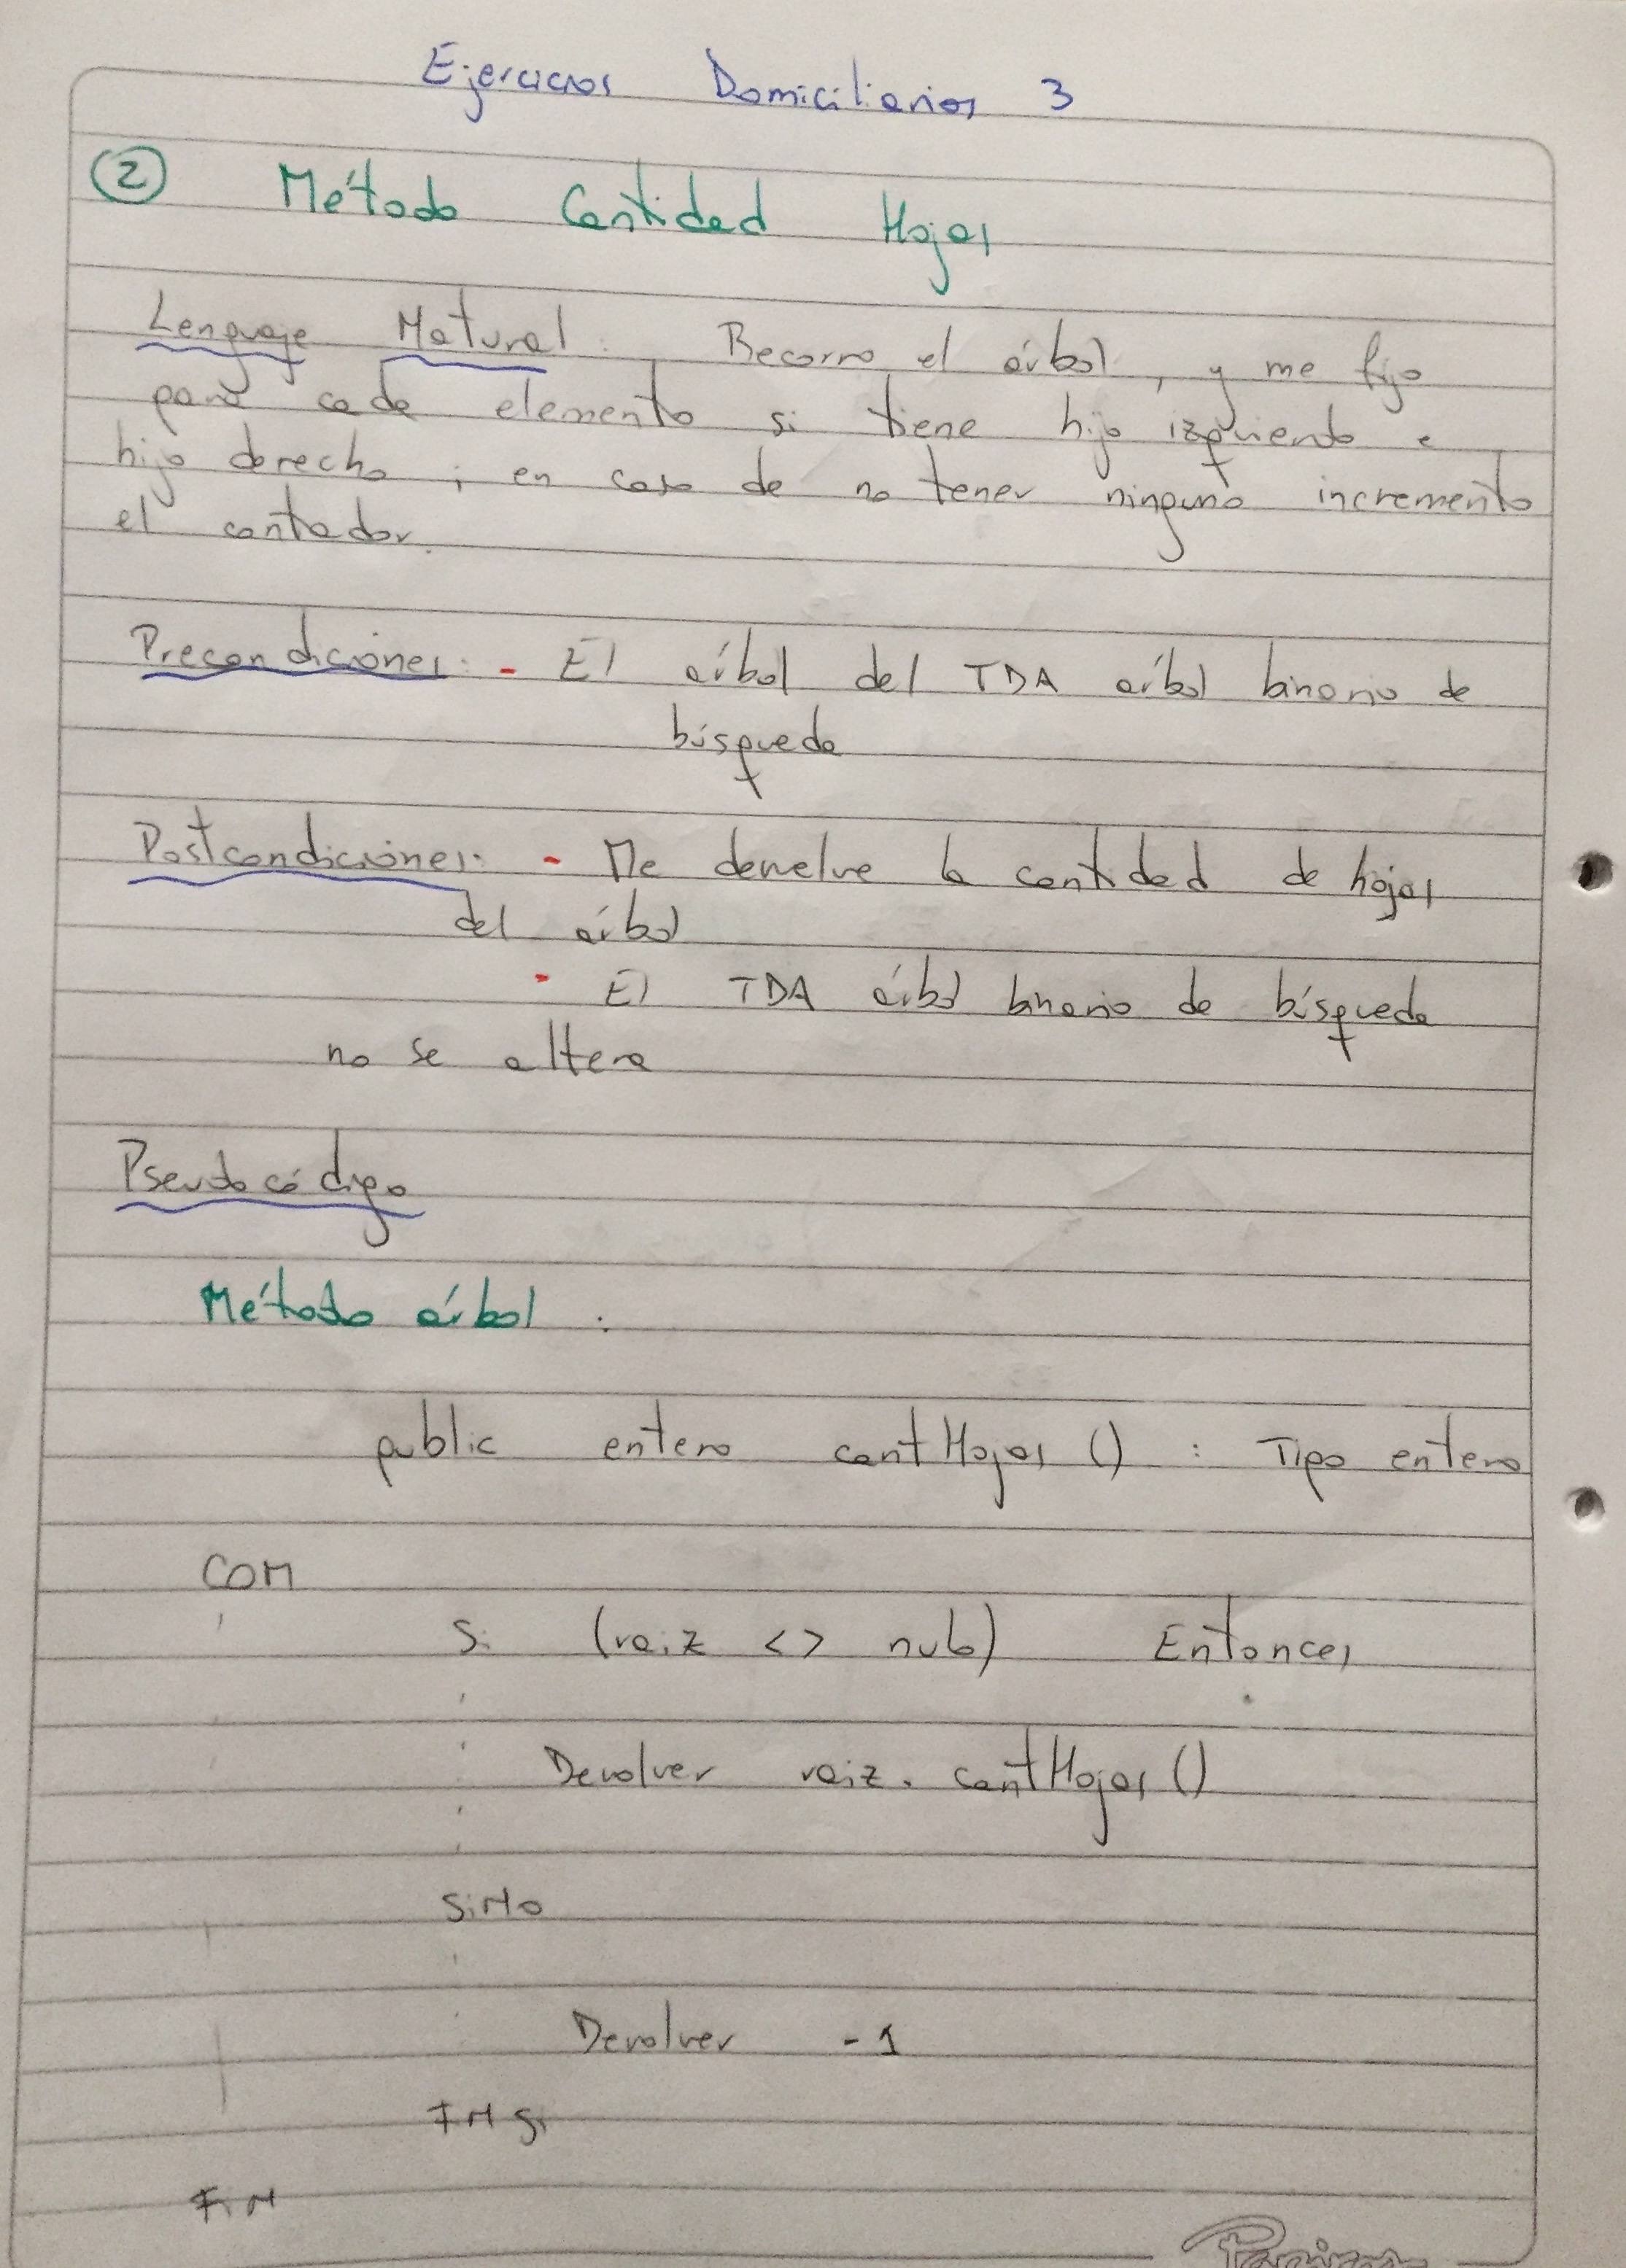 Ejercicios Domiciliarios 3
② Método Cantidad Hojas
Lenguaje Natural: Recorro el árbol, y me fijo
para cada elemento si tiene hijo izquierdo e
hijo derecho; en caso de no tener ninguno incremento
el contador.
Precondiciones: - El árbol del TDA árbol binario de
búsqueda
Postcondiciones: - Me devuelve la cantidad de hojas
del árbol
- El TDA árbol binario de búsqueda
no se altera
Pseudocódigo
Método árbol :
public entero cantHojas () : Tipo entero
COM
Si (raiz <> nulo) Entonces
Devolver raiz. cantHojas ()
SiNo
Devolver -1
FinSi
FiN